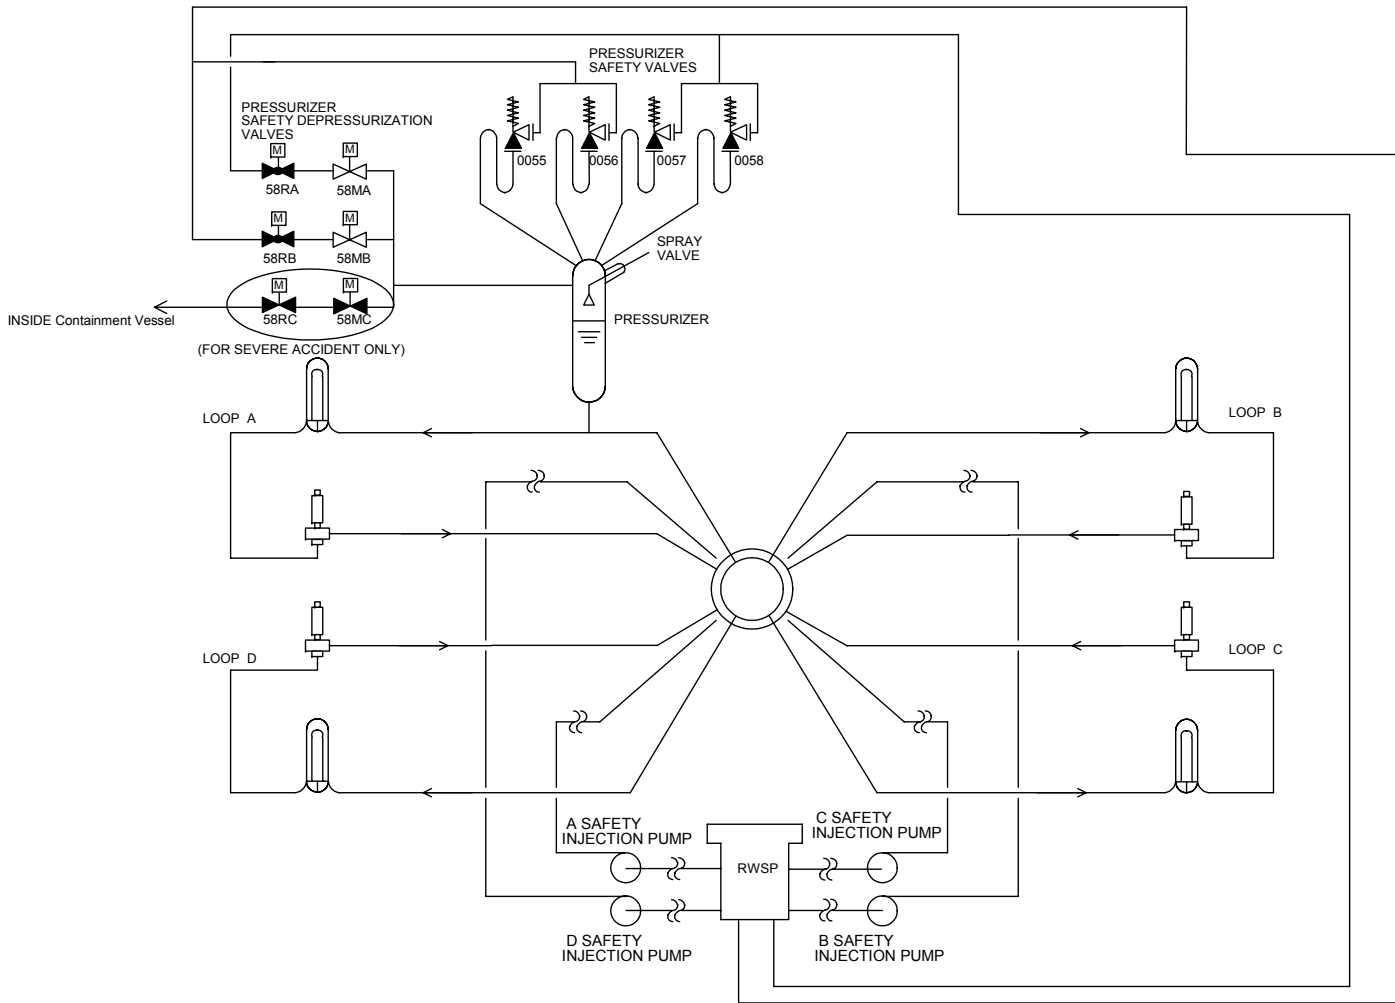 PRESSURIZER
SAFETY VALVES
PRESSURIZER
SAFETY DEPRESSURIZATION
VALVES
M
M
0055
0056
0057
0058
58RA
58MA
M
M
58RB
58MB
SPRAY
VALVE
M
M
58RC
58MC
INSIDE Containment Vessel
PRESSURIZER
(FOR SEVERE ACCIDENT ONLY)
LOOP A
LOOP B
LOOP D
LOOP C
A SAFETY
INJECTION PUMP
C SAFETY
INJECTION PUMP
RWSP
D SAFETY
INJECTION PUMP
B SAFETY
INJECTION PUMP